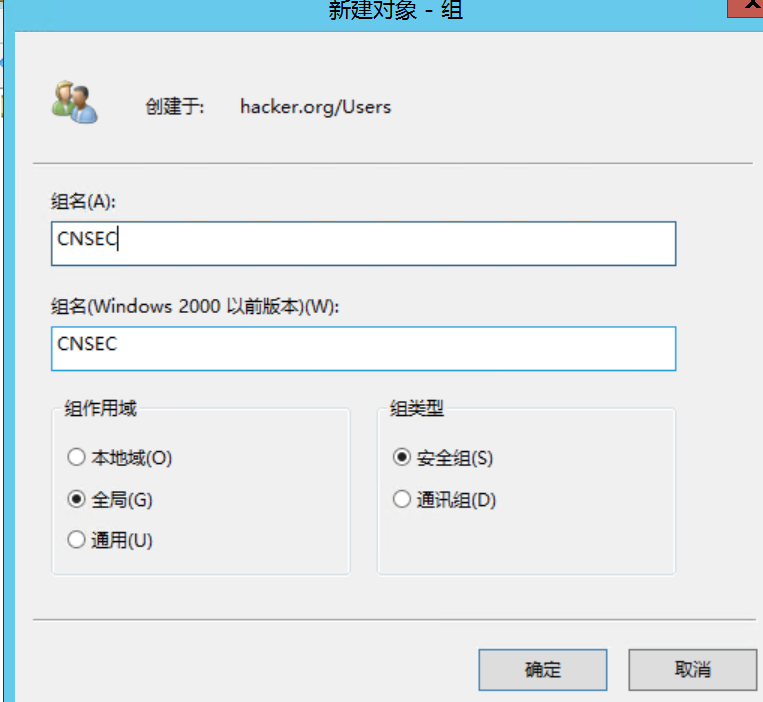 新建对象 - 组
创建于: hacker.org/Users
组名(A):
CNSEC
组名(Windows 2000 以前版本)(W):
CNSEC
组作用域
本地域(O)
全局(G)
通用(U)
组类型
安全组(S)
通讯组(D)
确定 取消